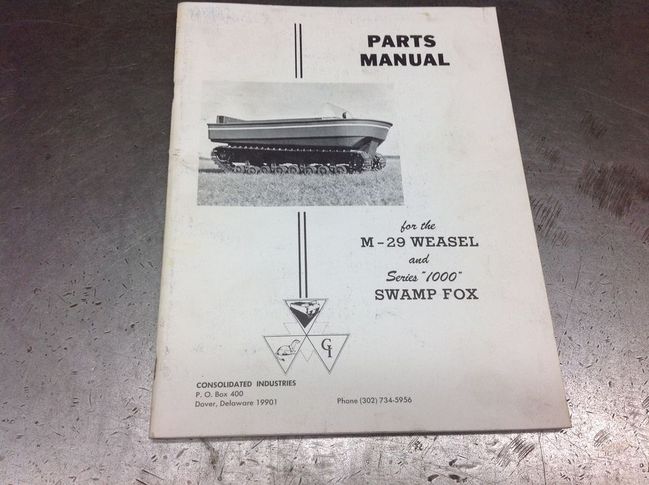 PARTS
MANUAL
for the
M-29 WEASEL
and
Series "1000"
SWAMP FOX
GI
CONSOLIDATED INDUSTRIES
P. O. Box 400
Dover, Delaware 19901
Phone (302) 734-5956